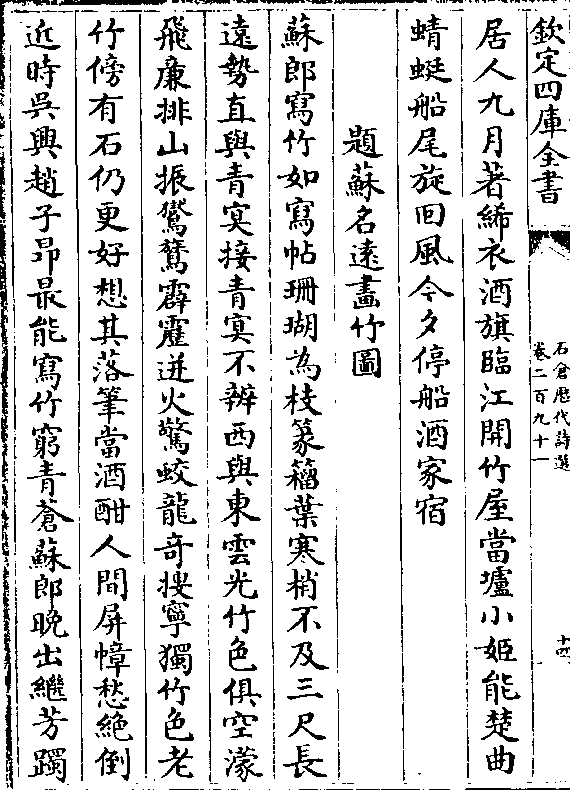 欽定四庫全書
石倉歷代詩選
卷二百九十一
十四
居人九月著絺衣酒旗臨江開竹屋當壚小姬能楚曲
蜻蜓船尾旋回風今夕停船酒家宿
題蘇名遠畫竹圖
蘇郎寫竹如寫帖珊瑚為枝篆籀葉寒梢不及三尺長
遠勢直與青冥接青冥不辨西與東雲光竹色俱空濛
飛廉排山振鸑鷟霹靂迸火驚蛟龍奇搜寧獨竹色老
竹傍有石仍更好想其落筆當酒酣人間屏幛愁絶倒
近時吳興趙子昂最能寫竹窮青蒼蘇郎晚出繼芳躅